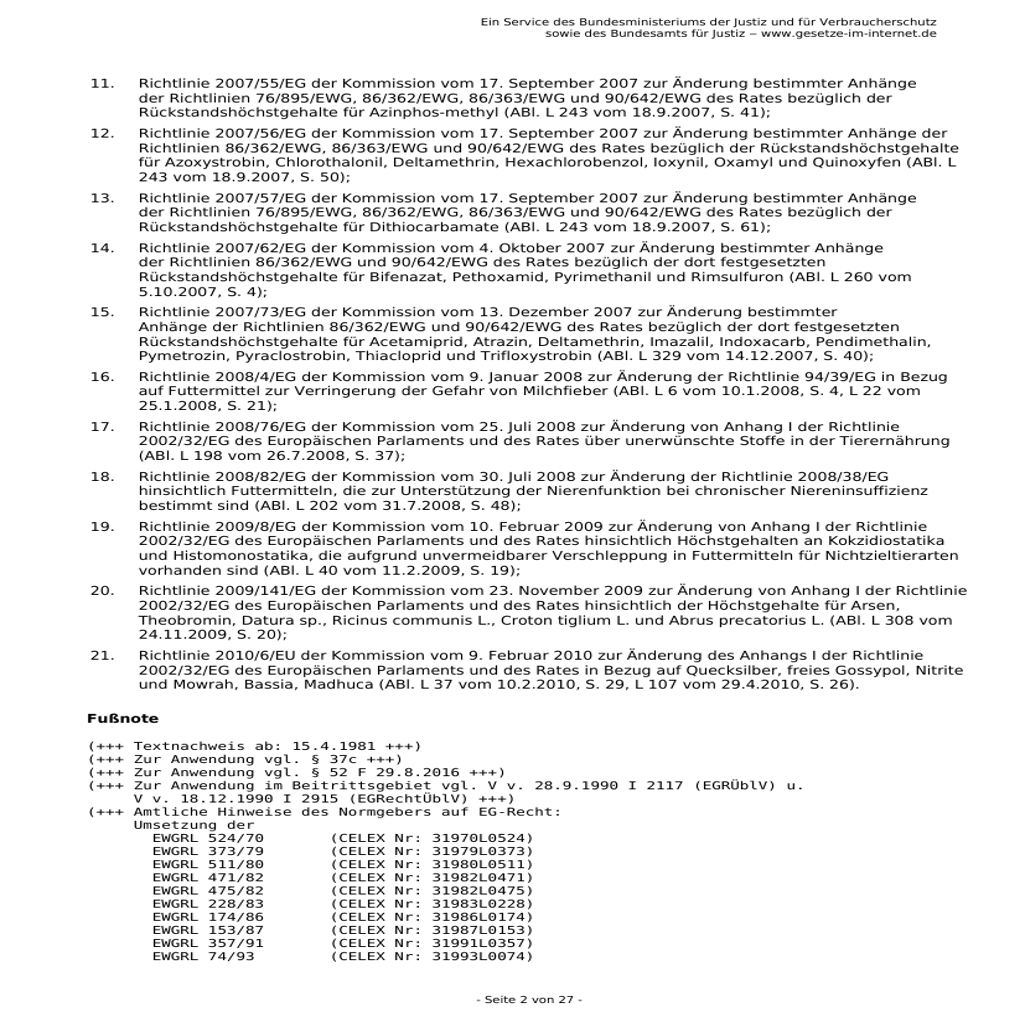 Ein Service des Bundesministeriums der Justiz und für Verbraucherschutz
sowie des Bundesamts für Justiz ‒ www.gesetze-im-internet.de
11. Richtlinie 2007/55/EG der Kommission vom 17. September 2007 zur Änderung bestimmter Anhänge
der Richtlinien 76/895/EWG, 86/362/EWG, 86/363/EWG und 90/642/EWG des Rates bezüglich der
Rückstandshöchstgehalte für Azinphos-methyl (ABl. L 243 vom 18.9.2007, S. 41);
12. Richtlinie 2007/56/EG der Kommission vom 17. September 2007 zur Änderung bestimmter Anhänge der
Richtlinien 86/362/EWG, 86/363/EWG und 90/642/EWG des Rates bezüglich der Rückstandshöchstgehalte
für Azoxystrobin, Chlorothalonil, Deltamethrin, Hexachlorobenzol, Ioxynil, Oxamyl und Quinoxyfen (ABl. L
243 vom 18.9.2007, S. 50);
13. Richtlinie 2007/57/EG der Kommission vom 17. September 2007 zur Änderung bestimmter Anhänge
der Richtlinien 76/895/EWG, 86/362/EWG, 86/363/EWG und 90/642/EWG des Rates bezüglich der
Rückstandshöchstgehalte für Dithiocarbamate (ABl. L 243 vom 18.9.2007, S. 61);
14. Richtlinie 2007/62/EG der Kommission vom 4. Oktober 2007 zur Änderung bestimmter Anhänge
der Richtlinien 86/362/EWG und 90/642/EWG des Rates bezüglich der dort festgesetzten
Rückstandshöchstgehalte für Bifenazat, Pethoxamid, Pyrimethanil und Rimsulfuron (ABl. L 260 vom
5.10.2007, S. 4);
15. Richtlinie 2007/73/EG der Kommission vom 13. Dezember 2007 zur Änderung bestimmter
Anhänge der Richtlinien 86/362/EWG und 90/642/EWG des Rates bezüglich der dort festgesetzten
Rückstandshöchstgehalte für Acetamiprid, Atrazin, Deltamethrin, Imazalil, Indoxacarb, Pendimethalin,
Pymetrozin, Pyraclostrobin, Thiacloprid und Trifloxystrobin (ABl. L 329 vom 14.12.2007, S. 40);
16. Richtlinie 2008/4/EG der Kommission vom 9. Januar 2008 zur Änderung der Richtlinie 94/39/EG in Bezug
auf Futtermittel zur Verringerung der Gefahr von Milchfieber (ABl. L 6 vom 10.1.2008, S. 4, L 22 vom
25.1.2008, S. 21);
17. Richtlinie 2008/76/EG der Kommission vom 25. Juli 2008 zur Änderung von Anhang I der Richtlinie
2002/32/EG des Europäischen Parlaments und des Rates über unerwünschte Stoffe in der Tierernährung
(ABl. L 198 vom 26.7.2008, S. 37);
18. Richtlinie 2008/82/EG der Kommission vom 30. Juli 2008 zur Änderung der Richtlinie 2008/38/EG
hinsichtlich Futtermitteln, die zur Unterstützung der Nierenfunktion bei chronischer Niereninsuffizienz
bestimmt sind (ABl. L 202 vom 31.7.2008, S. 48);
19. Richtlinie 2009/8/EG der Kommission vom 10. Februar 2009 zur Änderung von Anhang I der Richtlinie
2002/32/EG des Europäischen Parlaments und des Rates hinsichtlich Höchstgehalten an Kokzidiostatika
und Histomonostatika, die aufgrund unvermeidbarer Verschleppung in Futtermitteln für Nichtzieltierarten
vorhanden sind (ABl. L 40 vom 11.2.2009, S. 19);
20. Richtlinie 2009/141/EG der Kommission vom 23. November 2009 zur Änderung von Anhang I der Richtlinie
2002/32/EG des Europäischen Parlaments und des Rates hinsichtlich der Höchstgehalte für Arsen,
Theobromin, Datura sp., Ricinus communis L., Croton tiglium L. und Abrus precatorius L. (ABl. L 308 vom
24.11.2009, S. 20);
21. Richtlinie 2010/6/EU der Kommission vom 9. Februar 2010 zur Änderung des Anhangs I der Richtlinie
2002/32/EG des Europäischen Parlaments und des Rates in Bezug auf Quecksilber, freies Gossypol, Nitrite
und Mowrah, Bassia, Madhuca (ABl. L 37 vom 10.2.2010, S. 29, L 107 vom 29.4.2010, S. 26).
Fußnote
(+++ Textnachweis ab: 15.4.1981 +++)
(+++ Zur Anwendung vgl. § 37c +++)
(+++ Zur Anwendung vgl. § 52 F 29.8.2016 +++)
(+++ Zur Anwendung im Beitrittsgebiet vgl. V v. 28.9.1990 I 2117 (EGRÜblV) u.
V v. 18.12.1990 I 2915 (EGRechtÜblV) +++)
(+++ Amtliche Hinweise des Normgebers auf EG-Recht:
Umsetzung der
EWGRL 524/70 (CELEX Nr: 31970L0524)
EWGRL 373/79 (CELEX Nr: 31979L0373)
EWGRL 511/80 (CELEX Nr: 31980L0511)
EWGRL 471/82 (CELEX Nr: 31982L0471)
EWGRL 475/82 (CELEX Nr: 31982L0475)
EWGRL 228/83 (CELEX Nr: 31983L0228)
EWGRL 174/86 (CELEX Nr: 31986L0174)
EWGRL 153/87 (CELEX Nr: 31987L0153)
EWGRL 357/91 (CELEX Nr: 31991L0357)
EWGRL 74/93 (CELEX Nr: 31993L0074)
- Seite 2 von 27 -